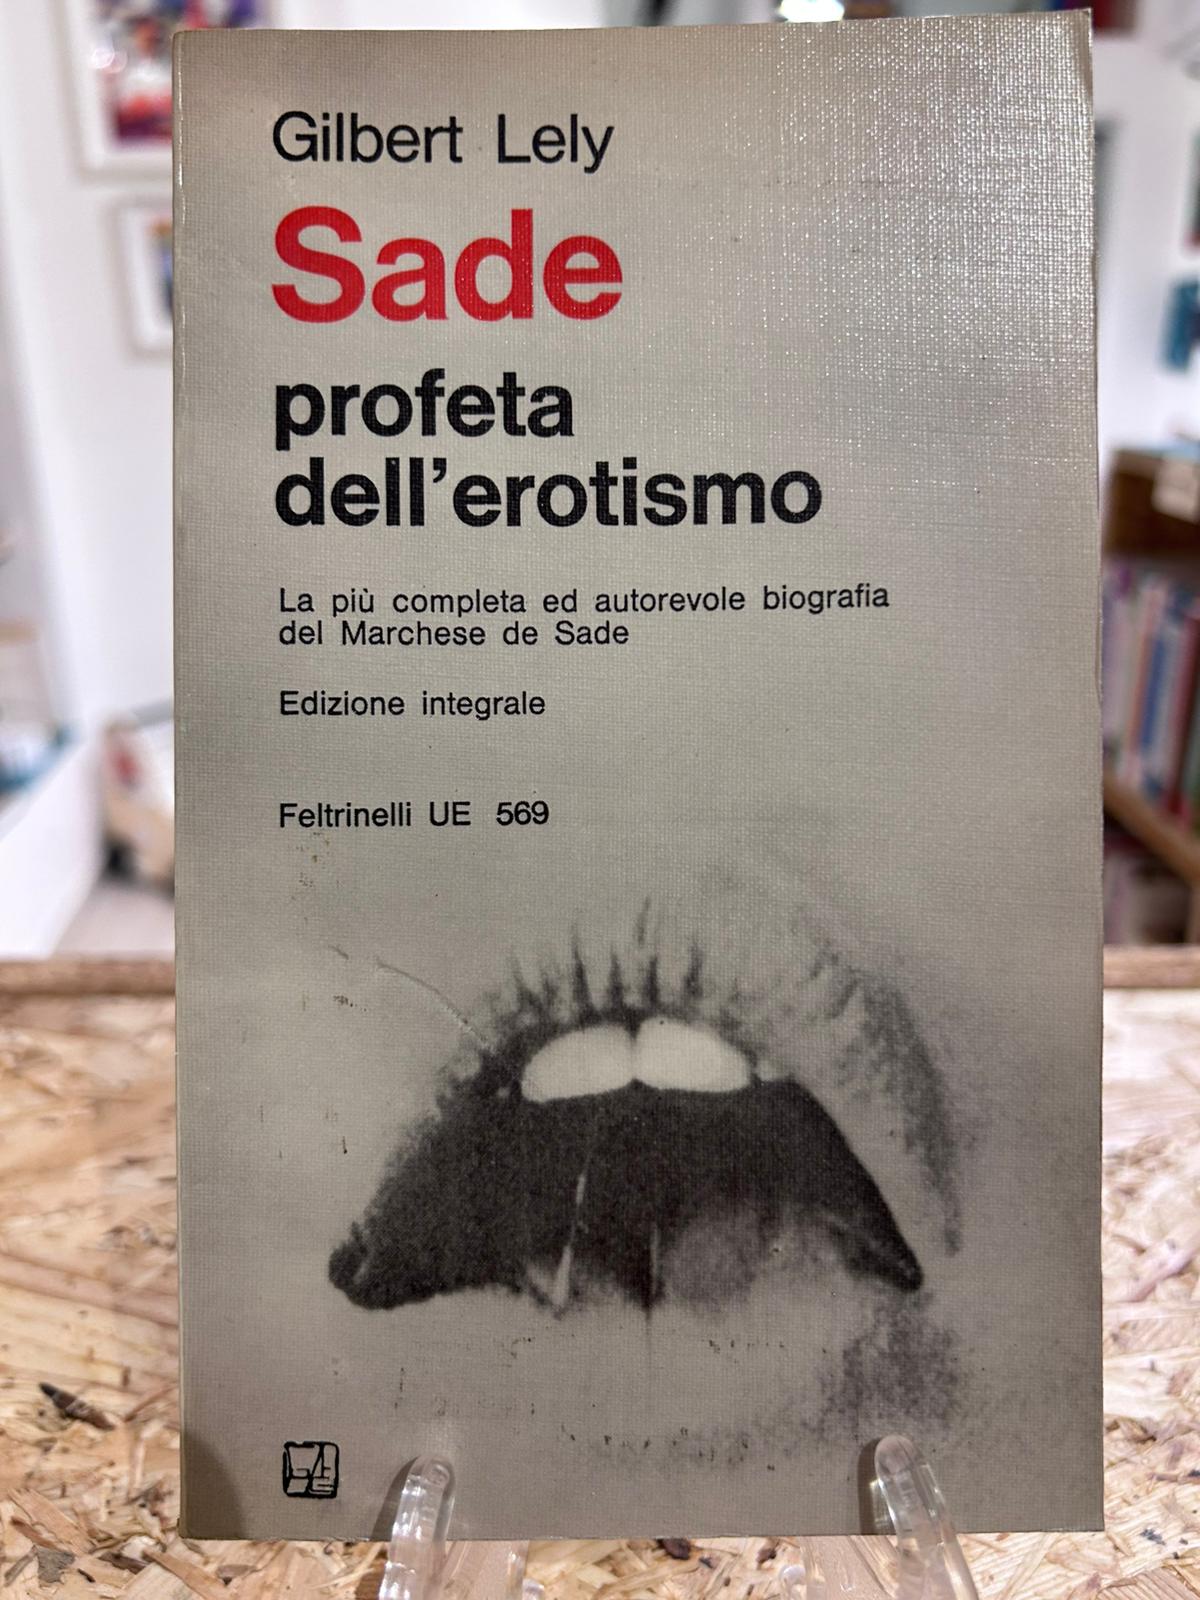 Gilbert Lely
Sade
profeta
dell'erotismo
La più completa ed autorevole biografia
del Marchese de Sade
Edizione integrale
Feltrinelli UE 569